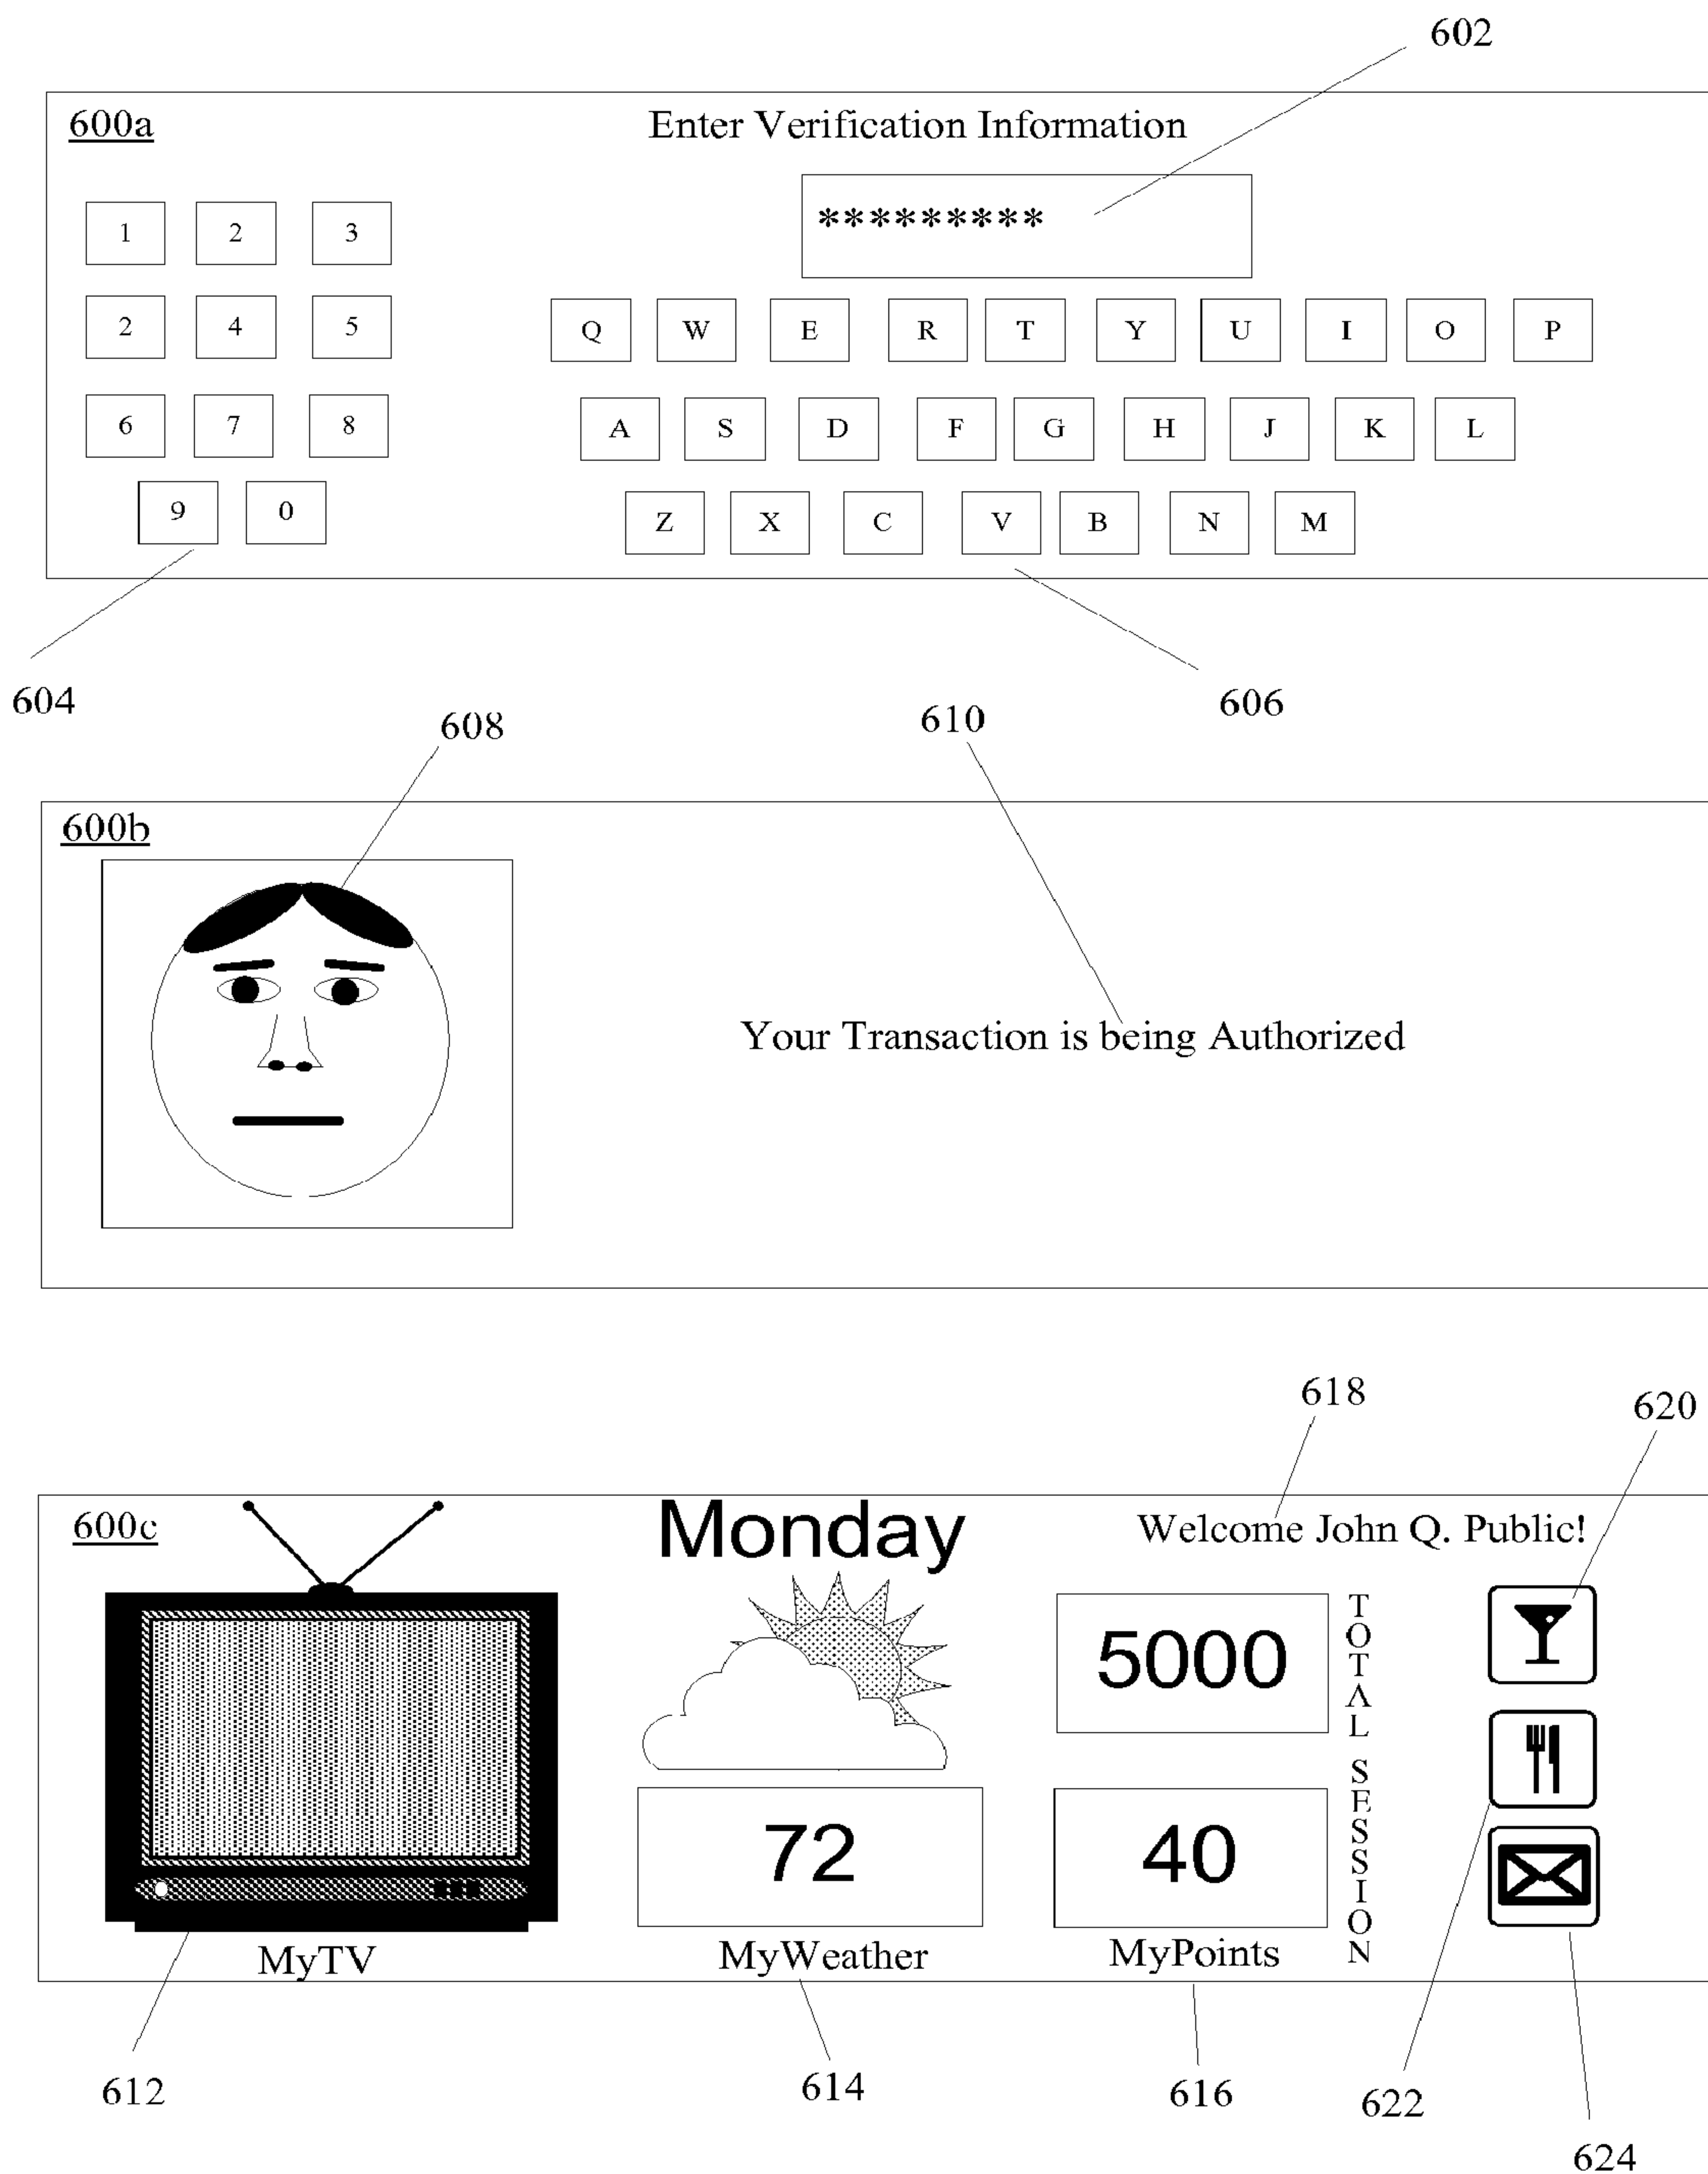 602
600a
Enter Verification Information
*********
1 2 3
2 4 5
6 7 8
9 0
Q W E R T Y U I O P
A S D F G H J K L
Z X C V B N M
604
606
608
610
600b
Your Transaction is being Authorized
618
620
600c
Monday
Welcome John Q. Public!
5000
TOTAL
SESSION
72
40
MyTV
MyWeather
MyPoints
612
614
616
622
624